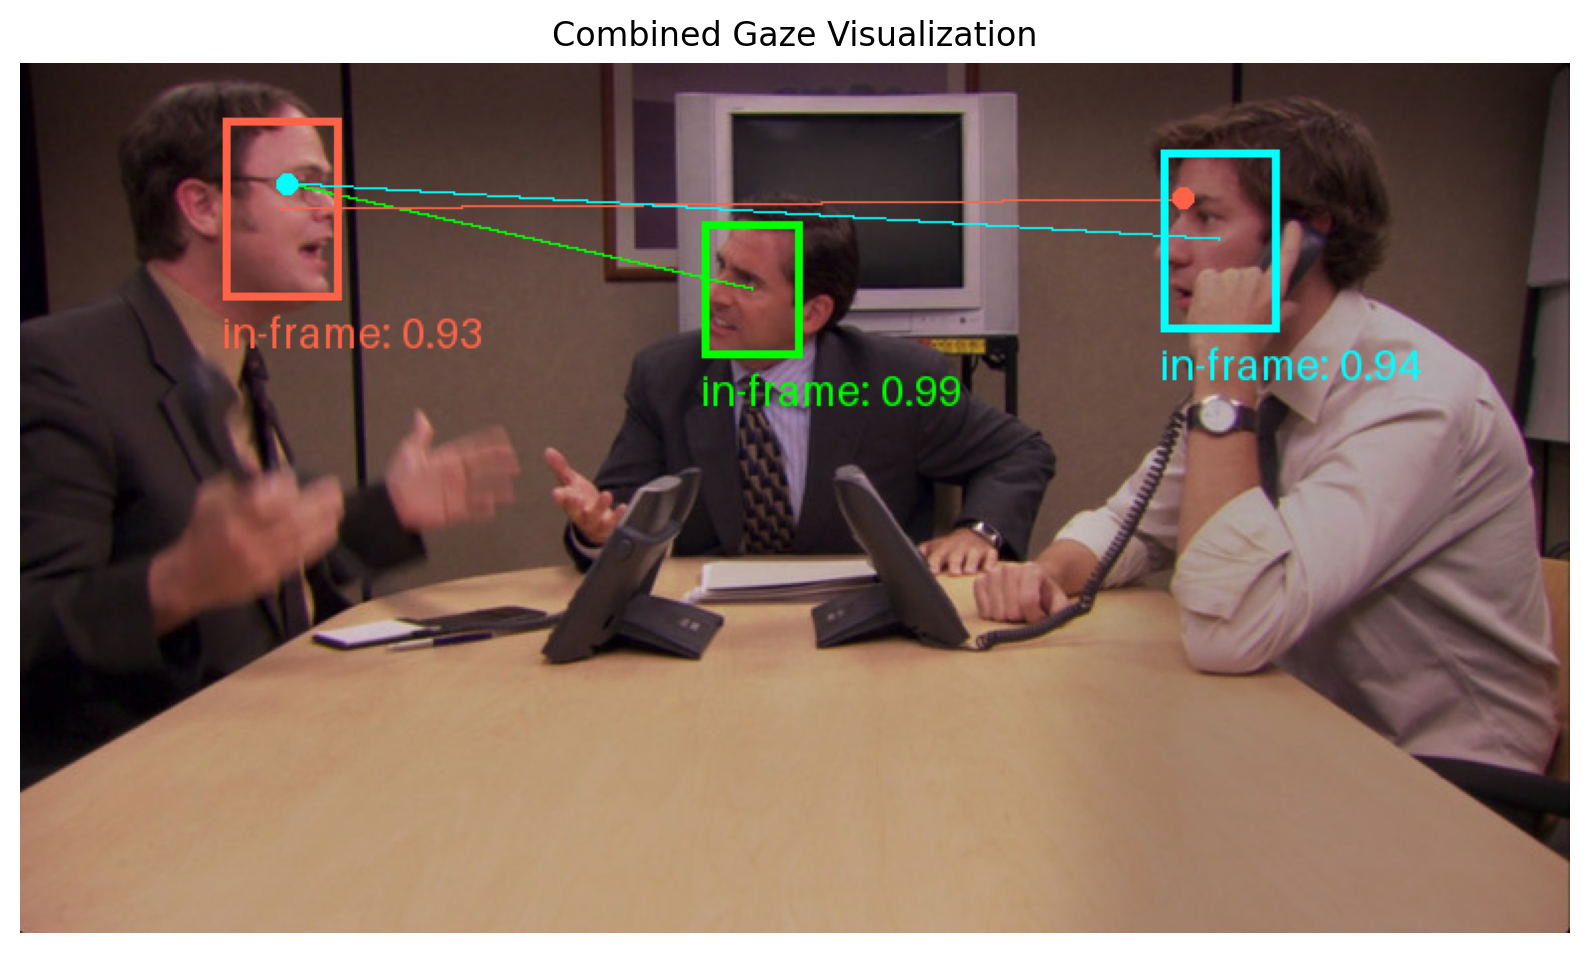 Combined Gaze Visualization
in-frame: 0.93
in-frame: 0.99
in-frame: 0.94